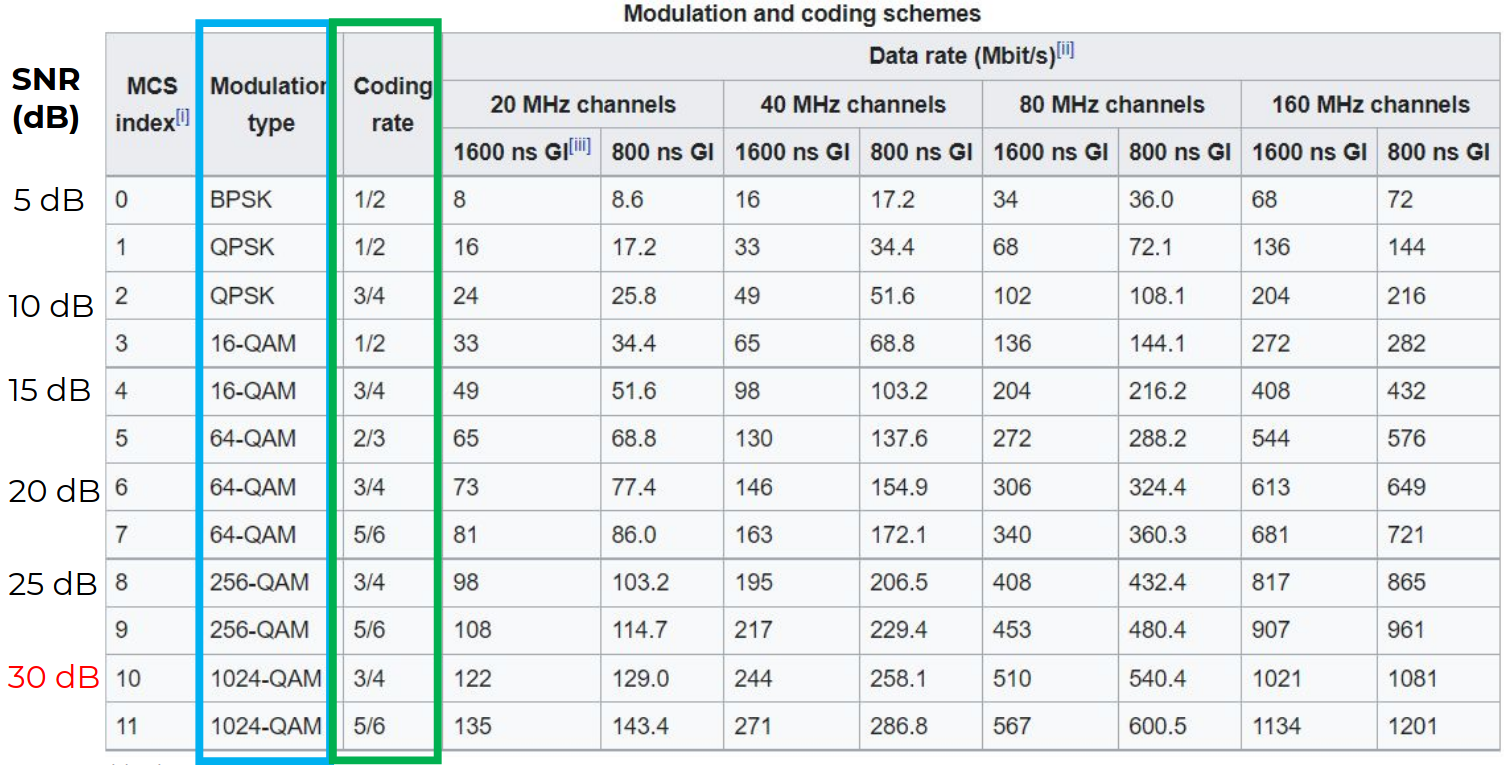 Modulation and coding schemes
SNR
(dB)
MCS
index[i]
Modulation
type
Coding
rate
Data rate (Mbit/s)[ii]
20 MHz channels 40 MHz channels 80 MHz channels 160 MHz channels
1600 ns GI[iii] 800 ns GI 1600 ns GI 800 ns GI 1600 ns GI 800 ns GI 1600 ns GI 800 ns GI
5 dB 0 BPSK 1/2 8 8.6 16 17.2 34 36.0 68 72
1 QPSK 1/2 16 17.2 33 34.4 68 72.1 136 144
10 dB 2 QPSK 3/4 24 25.8 49 51.6 102 108.1 204 216
3 16-QAM 1/2 33 34.4 65 68.8 136 144.1 272 282
15 dB 4 16-QAM 3/4 49 51.6 98 103.2 204 216.2 408 432
5 64-QAM 2/3 65 68.8 130 137.6 272 288.2 544 576
20 dB 6 64-QAM 3/4 73 77.4 146 154.9 306 324.4 613 649
7 64-QAM 5/6 81 86.0 163 172.1 340 360.3 681 721
25 dB 8 256-QAM 3/4 98 103.2 195 206.5 408 432.4 817 865
9 256-QAM 5/6 108 114.7 217 229.4 453 480.4 907 961
30 dB 10 1024-QAM 3/4 122 129.0 244 258.1 510 540.4 1021 1081
11 1024-QAM 5/6 135 143.4 271 286.8 567 600.5 1134 1201